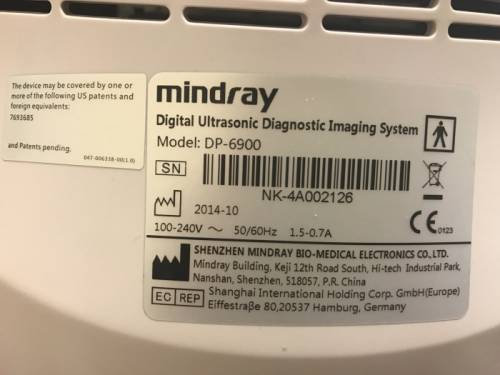 The device may be covered by one or
more of the following US patents and
foreign equivalents:
7693685
and Patents pending.
047-006338-00(1.0)
mindray
Digital Ultrasonic Diagnostic Imaging System
Model: DP-6900
SN
NK-4A002126
2014-10
100-240V ~ 50/60Hz 1.5-0.7A
CE 0123
SHENZHEN MINDRAY BIO-MEDICAL ELECTRONICS CO.,LTD.
Mindray Building, Keji 12th Road South, Hi-tech Industrial Park,
Nanshan, Shenzhen, 518057, P.R. China
EC REP Shanghai International Holding Corp. GmbH(Europe)
Eiffestraße 80,20537 Hamburg, Germany